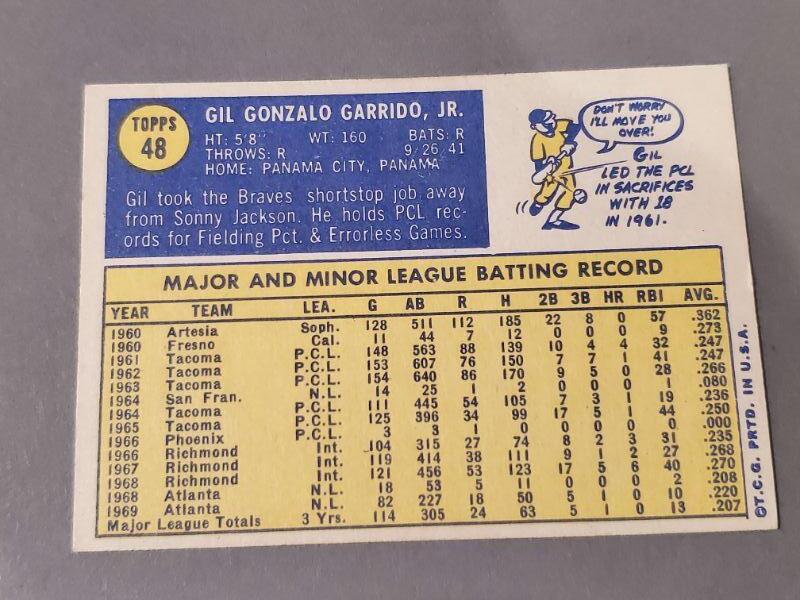 TOPPS
48
GIL GONZALO GARRIDO, JR.
HT: 5'8" WT: 160 BATS: R
THROWS: R 9/26/41
HOME: PANAMA CITY, PANAMA
Gil took the Braves shortstop job away
from Sonny Jackson. He holds PCL rec-
ords for Fielding Pct. & Errorless Games.
DON'T WORRY
I'LL MOVE YOU
OVER!
GIL
LED THE PCL
IN SACRIFICES
WITH 18
IN 1961.
MAJOR AND MINOR LEAGUE BATTING RECORD
YEAR TEAM LEA. G AB R H 2B 3B HR RBI AVG.
1960 Artesia Soph. 128 511 112 185 22 8 0 57 .362
1960 Fresno Cal. 11 44 7 12 0 0 0 9 .273
1961 Tacoma P.C.L. 148 563 88 139 10 4 4 32 .247
1962 Tacoma P.C.L. 153 607 76 150 7 7 1 41 .247
1963 Tacoma P.C.L. 154 640 86 170 9 5 0 28 .266
1964 San Fran. N.L. 14 25 1 2 0 0 0 1 .080
1964 Tacoma P.C.L. 111 445 54 105 7 3 1 19 .236
1965 Tacoma P.C.L. 125 396 34 99 17 5 1 44 .250
1966 Phoenix P.C.L. 3 3 1 0 0 0 0 0 .000
1966 Richmond Int. 104 315 27 74 8 2 3 31 .235
1967 Richmond Int. 119 414 38 111 9 1 2 27 .268
1968 Richmond Int. 121 456 53 123 17 5 6 40 .270
1968 Atlanta N.L. 18 53 5 11 0 0 0 2 .208
1969 Atlanta N.L. 82 227 18 50 5 1 0 10 .220
Major League Totals 3 Yrs. 114 305 24 63 5 1 0 13 .207
©T.C.G. PRTD. IN U.S.A.